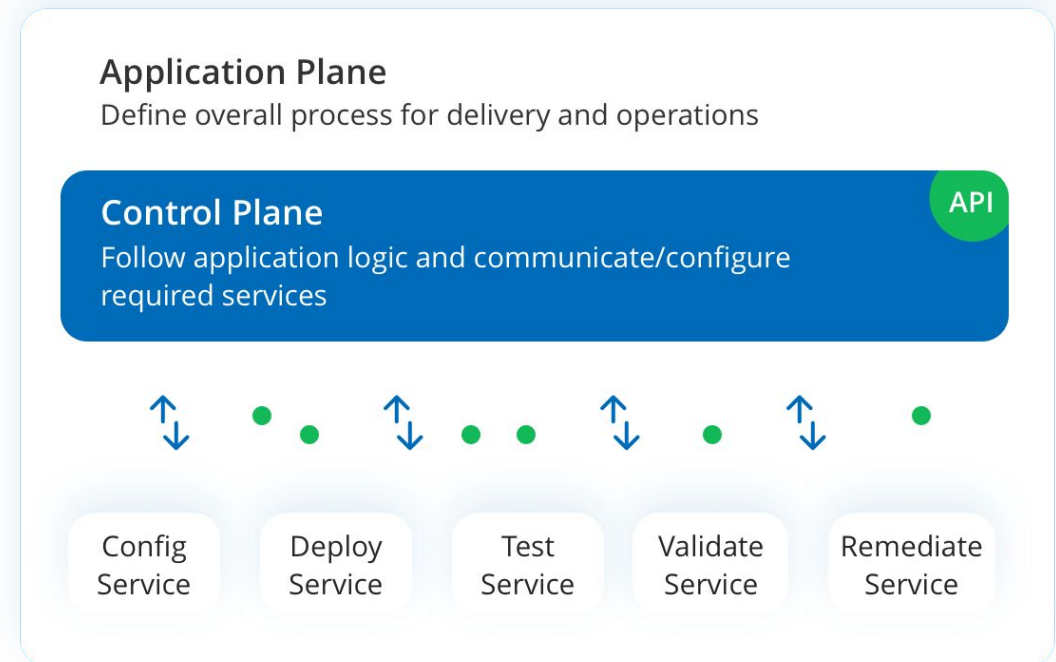 Application Plane
Define overall process for delivery and operations
Control Plane
API
Follow application logic and communicate/configure
required services
Config
Service
Deploy
Service
Test
Service
Validate
Service
Remediate
Service